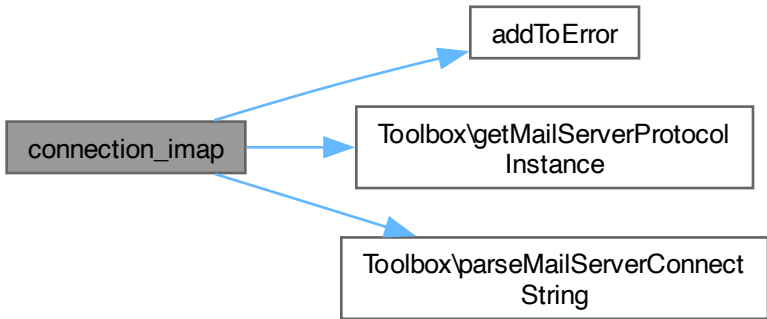 addToError
connection_imap
Toolbox\getMailServerProtocol
Instance
Toolbox\parseMailServerConnect
String